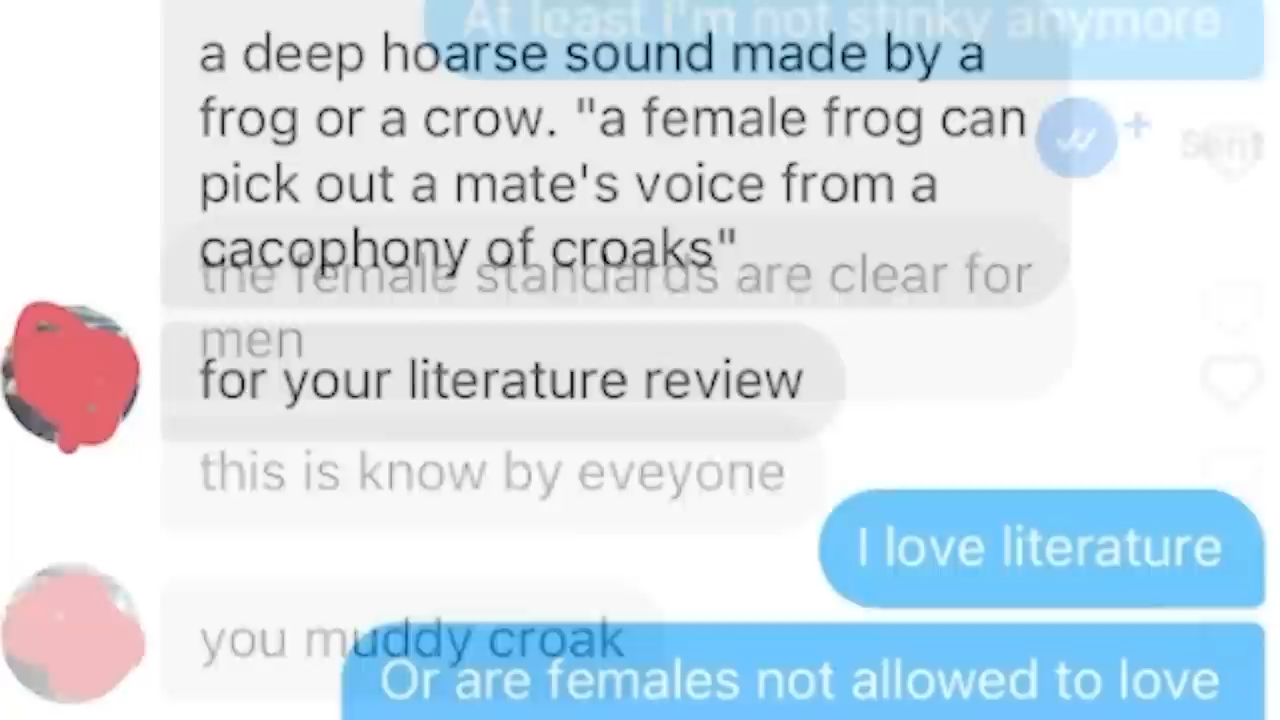 At least I'm not stinky anymore
a deep hoarse sound made by a
frog or a crow. "a female frog can
pick out a mate's voice from a
cacophony of croaks"
Sent
the female standards are clear for
men
for your literature review
this is know by eveyone
I love literature
you muddy croak
Or are females not allowed to love